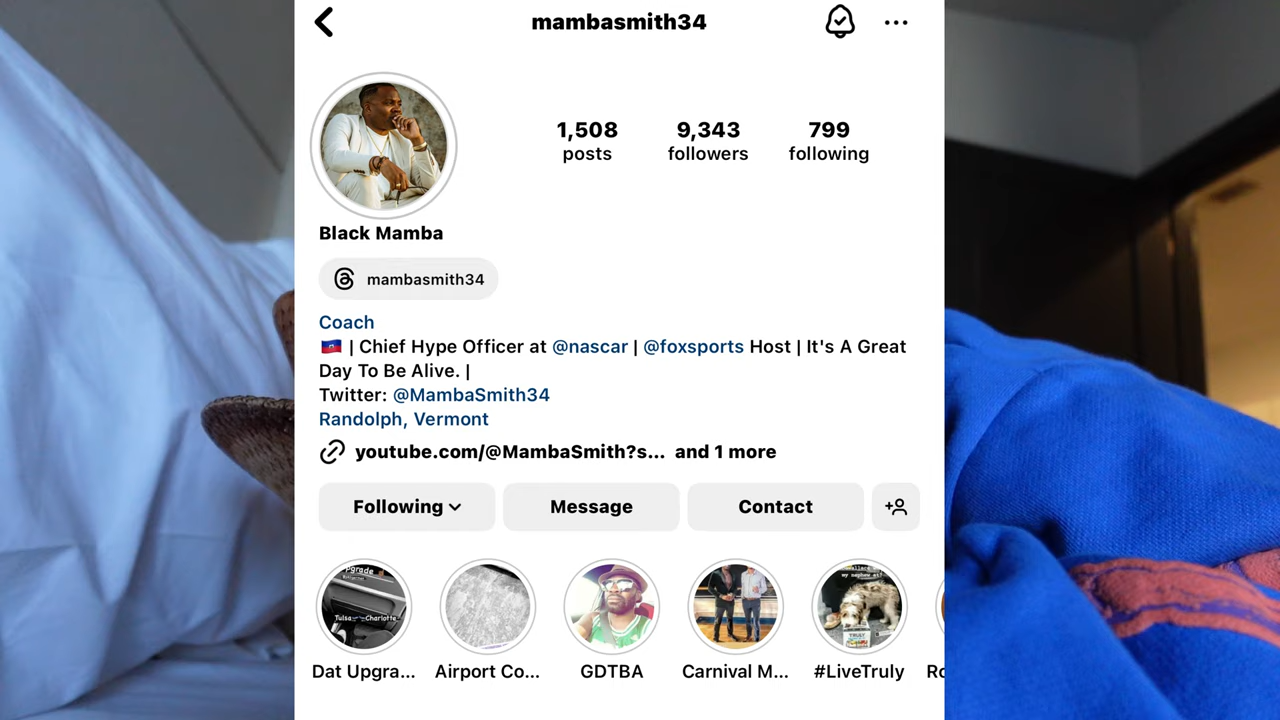 mambasmith34
1,508 9,343 799
posts followers following
Black Mamba
mambasmith34
Coach
🇭🇹 | Chief Hype Officer at @nascar | @foxsports Host | It's A Great
Day To Be Alive. |
Twitter: @MambaSmith34
Randolph, Vermont
youtube.com/@MambaSmith?s... and 1 more
Following Message Contact
Tulsa Charlotte
Dat Upgra... Airport Co... GDTBA Carnival M... #LiveTruly